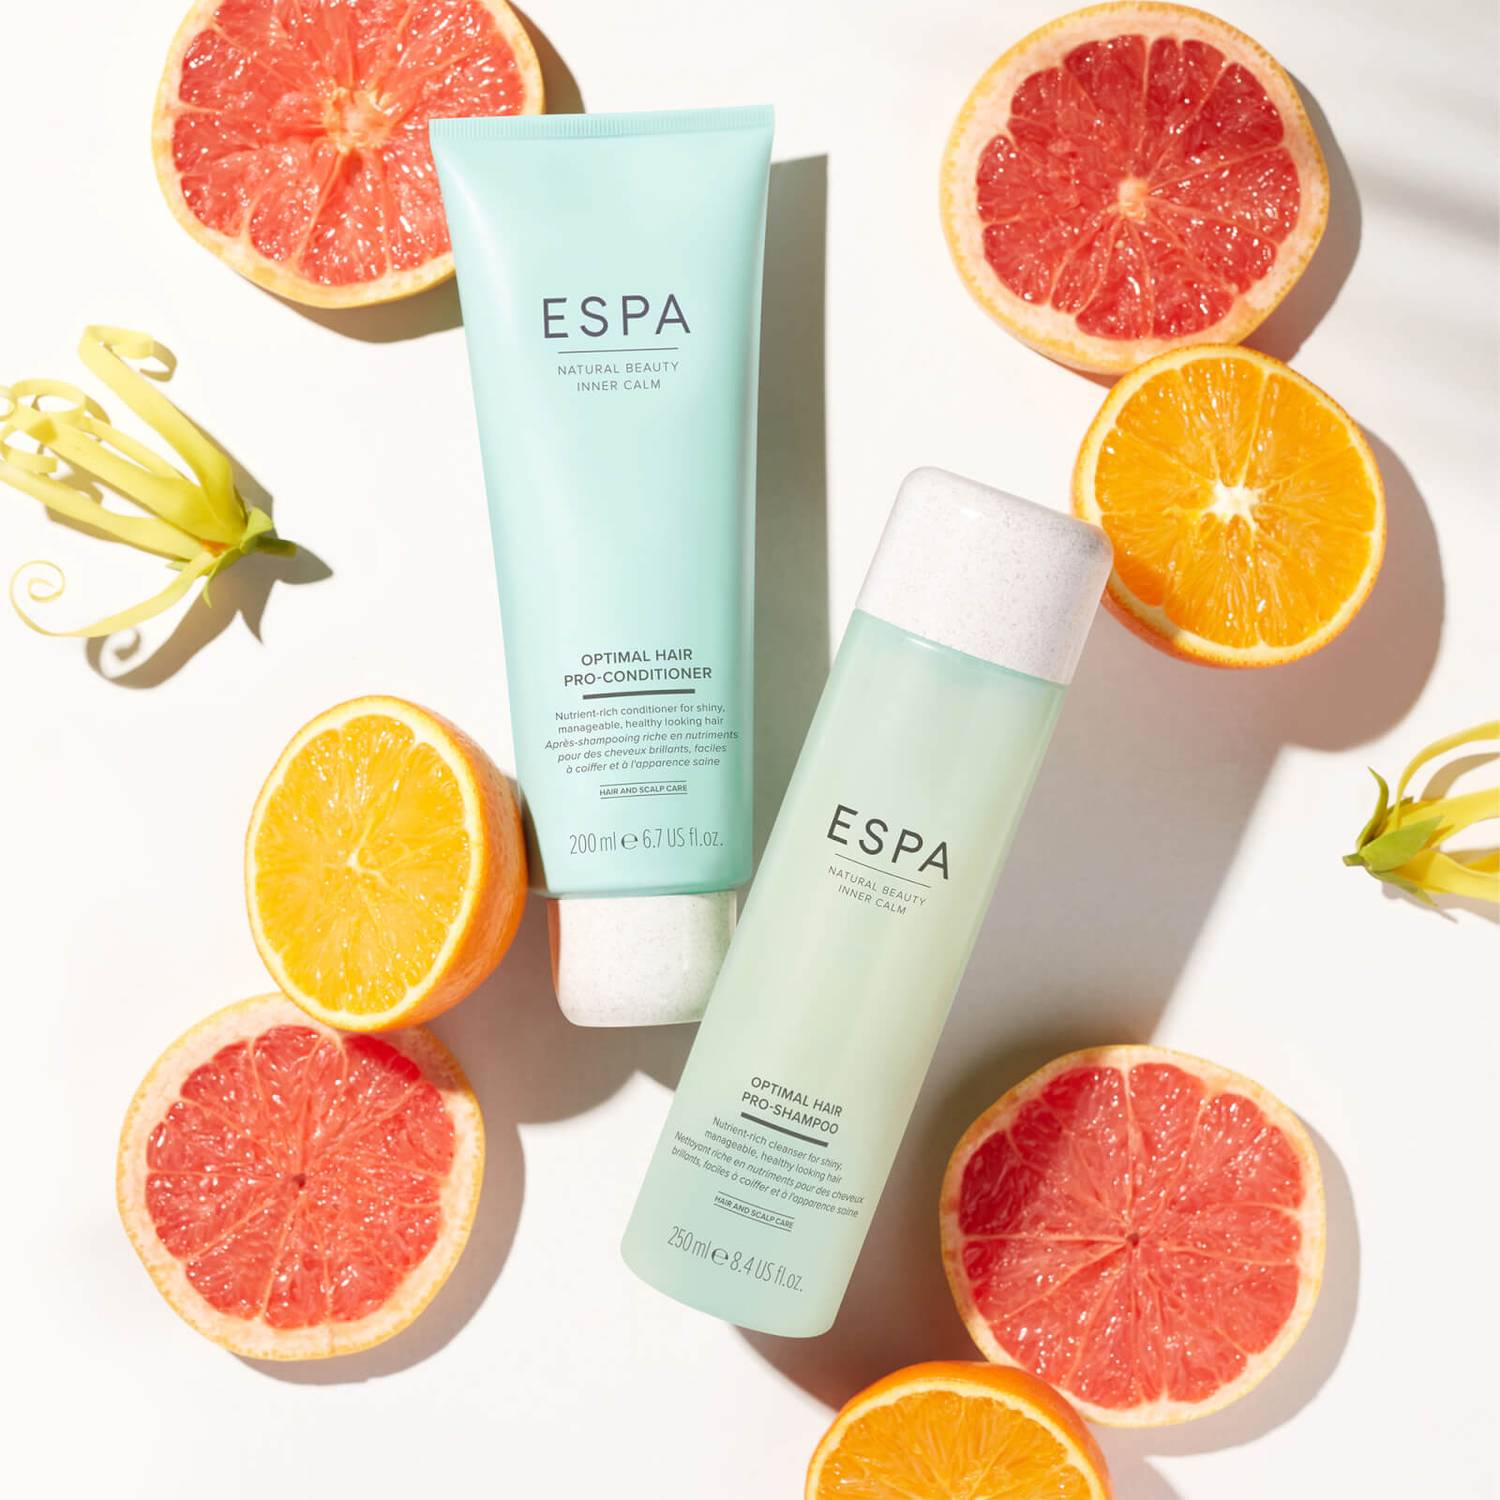 ESPA
NATURAL BEAUTY
INNER CALM
OPTIMAL HAIR
PRO-CONDITIONER
Nutrient-rich conditioner for shiny,
manageable, healthy looking hair
Après-shampooing riche en nutriments
pour des cheveux brillants, faciles
à coiffer et à l'apparence saine
HAIR AND SCALP CARE
200 ml ℮ 6.7 US fl.oz.
ESPA
NATURAL BEAUTY
INNER CALM
OPTIMAL HAIR
PRO-SHAMPOO
Nutrient-rich cleanser for shiny,
manageable, healthy looking hair
Nettoyant riche en nutriments pour des cheveux
brillants, faciles à coiffer et à l'apparence saine
HAIR AND SCALP CARE
250 ml ℮ 8.4 US fl.oz.